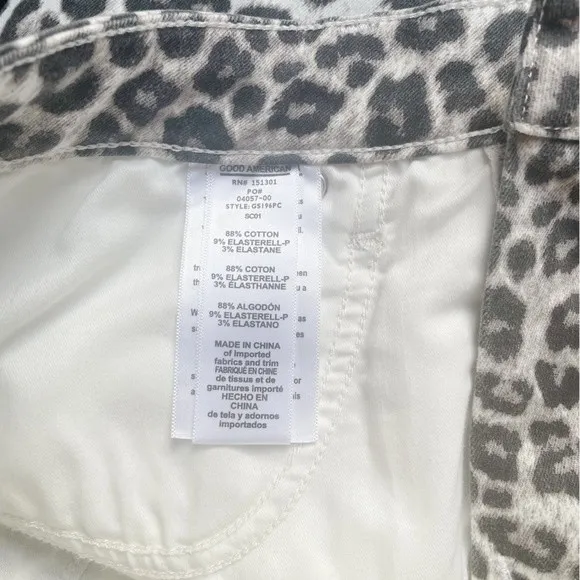 GOOD AMERICAN
RN# 151301
PO#
04057-00
STYLE: GS196PC
SC01
88% COTTON
9% ELASTERELL-P
3% ELASTANE
88% COTON
9% ELASTERELL-P
3% ÉLASTHANNE
88% ALGODÓN
9% ELASTERELL-P
3% ELASTANO
MADE IN CHINA
of imported
fabrics and trim
FABRIQUÉ EN CHINE
de tissus et de
garnitures importé
HECHO EN
CHINA
de tela y adornos
importados